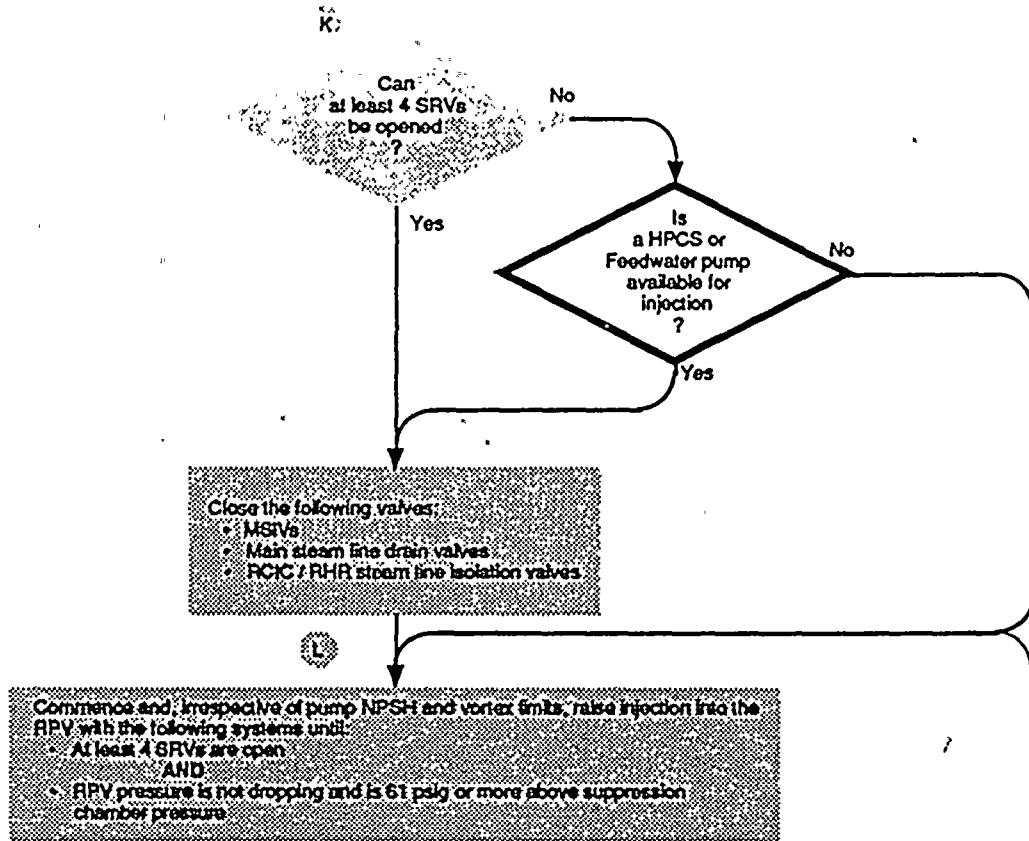 K
Can
at least 4 SRVs
be opened
?
No
Yes
Is
a HPCS or
Feedwater pump
available for
injection
?
No
Yes
Close the following valves:
• MSIVs
• Main steam line drain valves
• RCIC / RHR steam line isolation valves
L
Commence and, irrespective of pump NPSH and vortex limits, raise injection into the
RPV with the following systems until:
• At least 4 SRVs are open
AND
• RPV pressure is not dropping and is 61 psig or more above suppression
chamber pressure